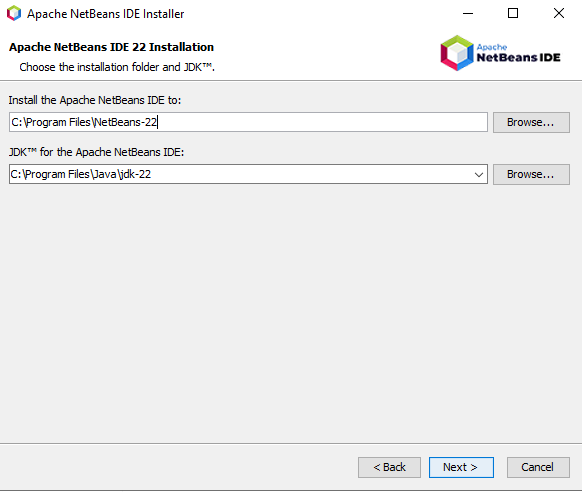 Apache NetBeans IDE Installer
Apache NetBeans IDE 22 Installation
Choose the installation folder and JDK™.
Apache
NetBeans IDE
Install the Apache NetBeans IDE to:
C:\Program Files\NetBeans-22
Browse...
JDK™ for the Apache NetBeans IDE:
C:\Program Files\Java\jdk-22
Browse...
< Back
Next >
Cancel